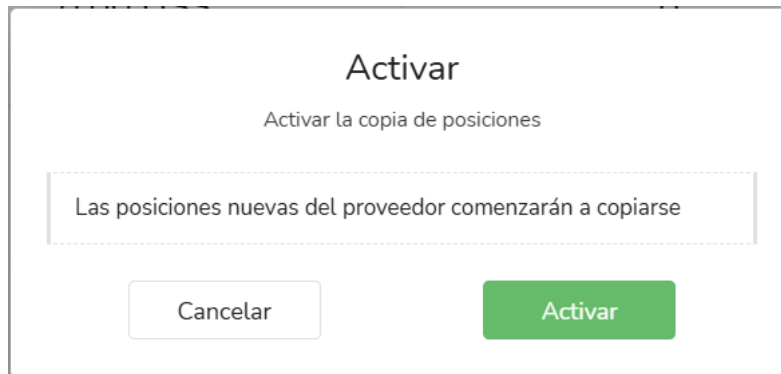 Activar
Activar la copia de posiciones
Las posiciones nuevas del proveedor comenzarán a copiarse
Cancelar
Activar